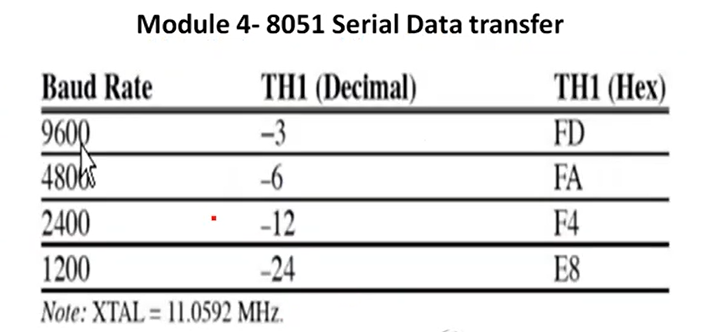 Module 4- 8051 Serial Data transfer
Baud Rate TH1 (Decimal) TH1 (Hex)
9600 –3 FD
4800 –6 FA
2400 –12 F4
1200 –24 E8
Note: XTAL = 11.0592 MHz.